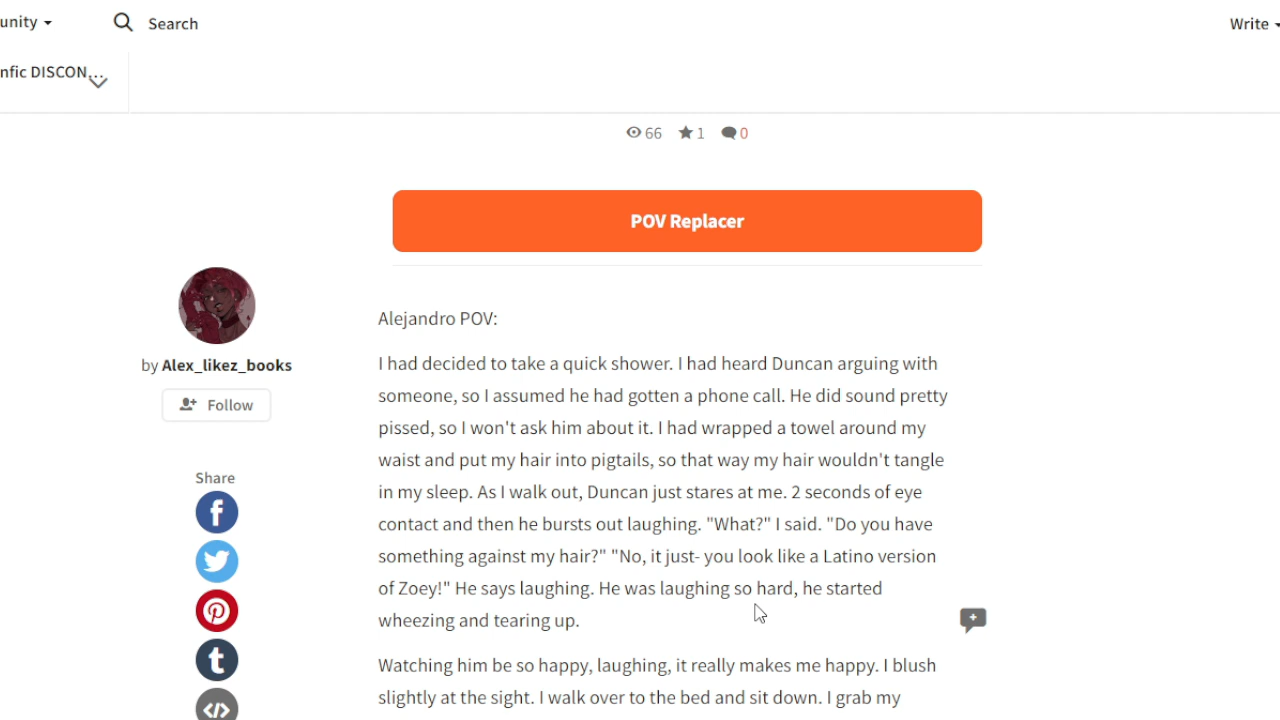 unity
Search
Write
nfic DISCON...
66 1 0
POV Replacer
by Alex_likez_books
Follow
Share
Alejandro POV:
I had decided to take a quick shower. I had heard Duncan arguing with
someone, so I assumed he had gotten a phone call. He did sound pretty
pissed, so I won't ask him about it. I had wrapped a towel around my
waist and put my hair into pigtails, so that way my hair wouldn't tangle
in my sleep. As I walk out, Duncan just stares at me. 2 seconds of eye
contact and then he bursts out laughing. "What?" I said. "Do you have
something against my hair?" "No, it just- you look like a Latino version
of Zoey!" He says laughing. He was laughing so hard, he started
wheezing and tearing up.
Watching him be so happy, laughing, it really makes me happy. I blush
slightly at the sight. I walk over to the bed and sit down. I grab my